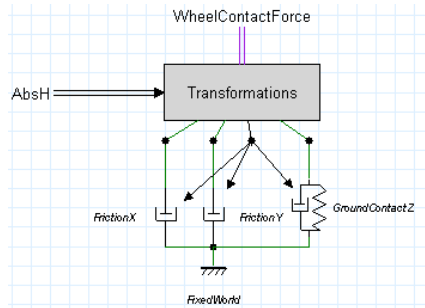 WheelContactForce
AbsH
Transformations
FrictionX
FrictionY
GroundContactZ
FixedWorld